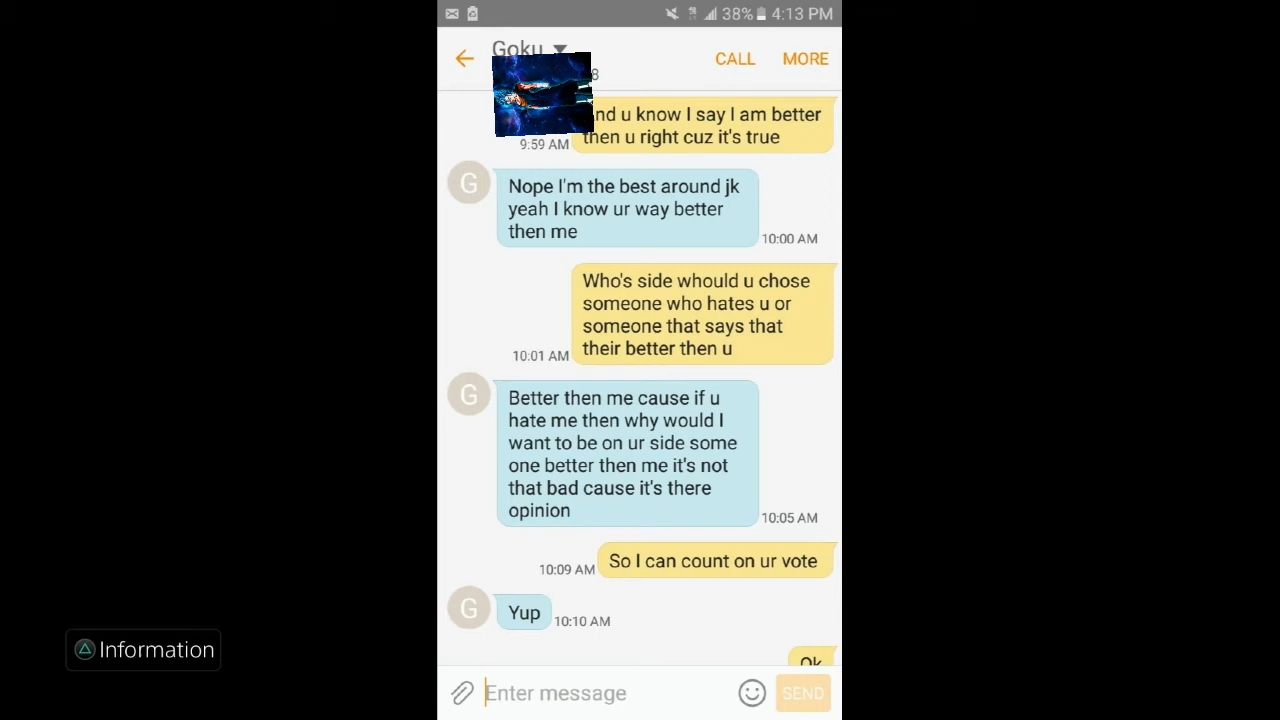 38% 4:13 PM
Goku
CALL MORE
8
nd u know I say I am better
then u right cuz it's true
9:59 AM
G
Nope I'm the best around jk
yeah I know ur way better
then me
10:00 AM
Who's side whould u chose
someone who hates u or
someone that says that
their better then u
10:01 AM
G
Better then me cause if u
hate me then why would I
want to be on ur side some
one better then me it's not
that bad cause it's there
opinion
10:05 AM
So I can count on ur vote
10:09 AM
G
Yup
10:10 AM
Ok
Enter message
SEND
Information